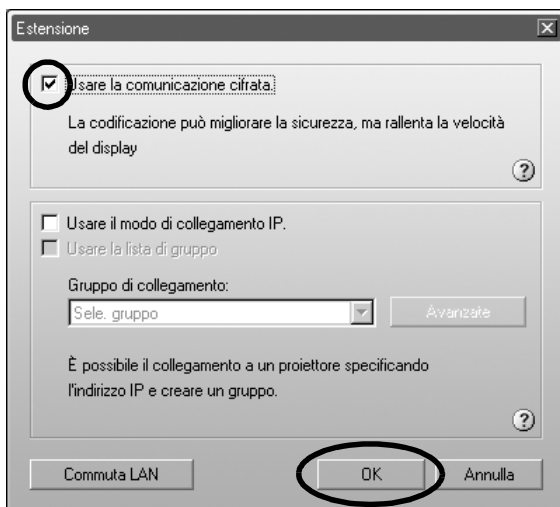 Estensione
Usare la comunicazione cifrata.
La codificazione può migliorare la sicurezza, ma rallenta la velocità
del display
?
Usare il modo di collegamento IP.
Usare la lista di gruppo
Gruppo di collegamento:
Sele. gruppo
Avanzate
È possibile il collegamento a un proiettore specificando
l'indirizzo IP e creare un gruppo.
?
Commuta LAN
OK
Annulla